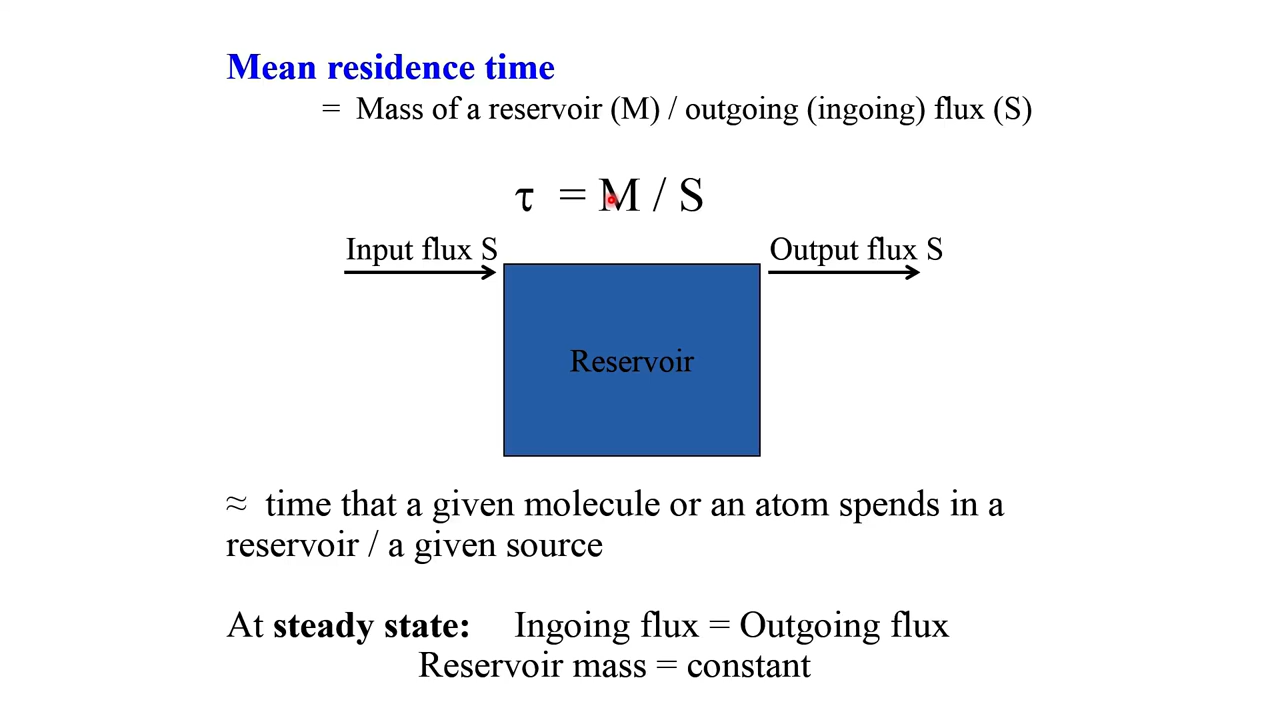 Mean residence time
= Mass of a reservoir (M) / outgoing (ingoing) flux (S)
τ = M / S
Input flux S
Output flux S
Reservoir
≈ time that a given molecule or an atom spends in a
reservoir / a given source
At steady state: Ingoing flux = Outgoing flux
Reservoir mass = constant